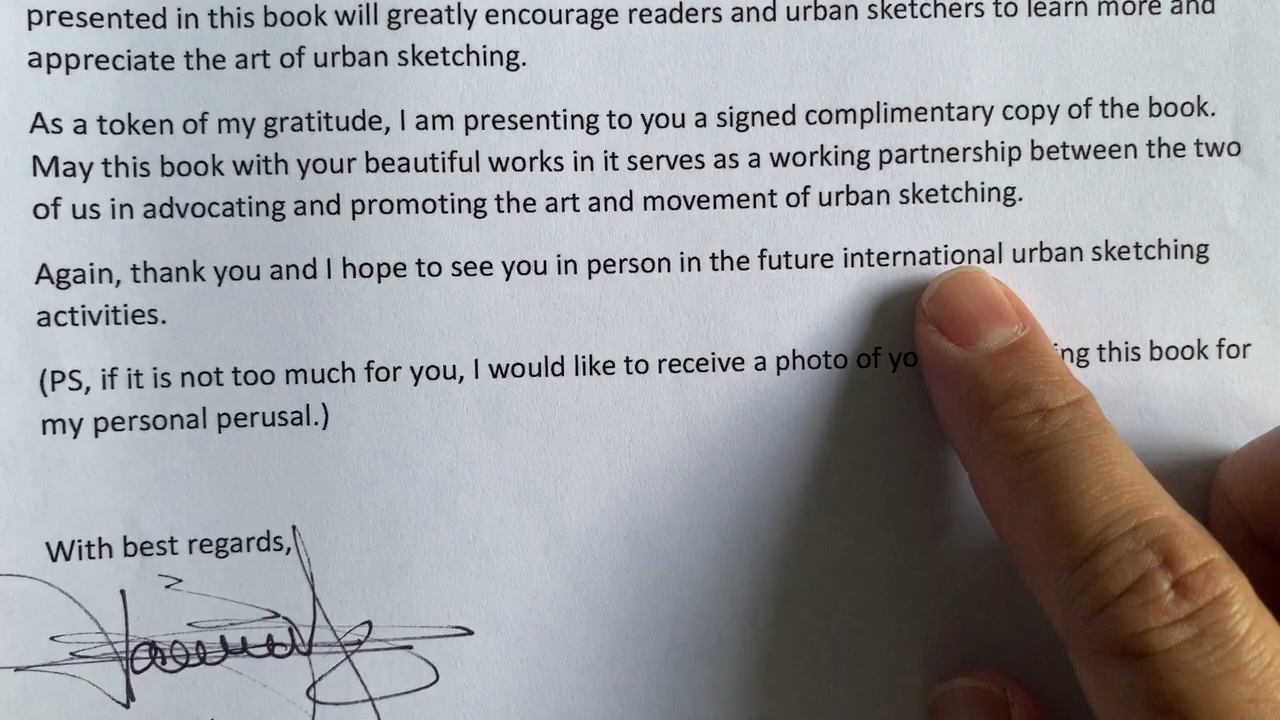 presented in this book will greatly encourage readers and urban sketchers to learn more and
appreciate the art of urban sketching.
As a token of my gratitude, I am presenting to you a signed complimentary copy of the book.
May this book with your beautiful works in it serves as a working partnership between the two
of us in advocating and promoting the art and movement of urban sketching.
Again, thank you and I hope to see you in person in the future international urban sketching
activities.
(PS, if it is not too much for you, I would like to receive a photo of this book for
my personal perusal.)
With best regards,